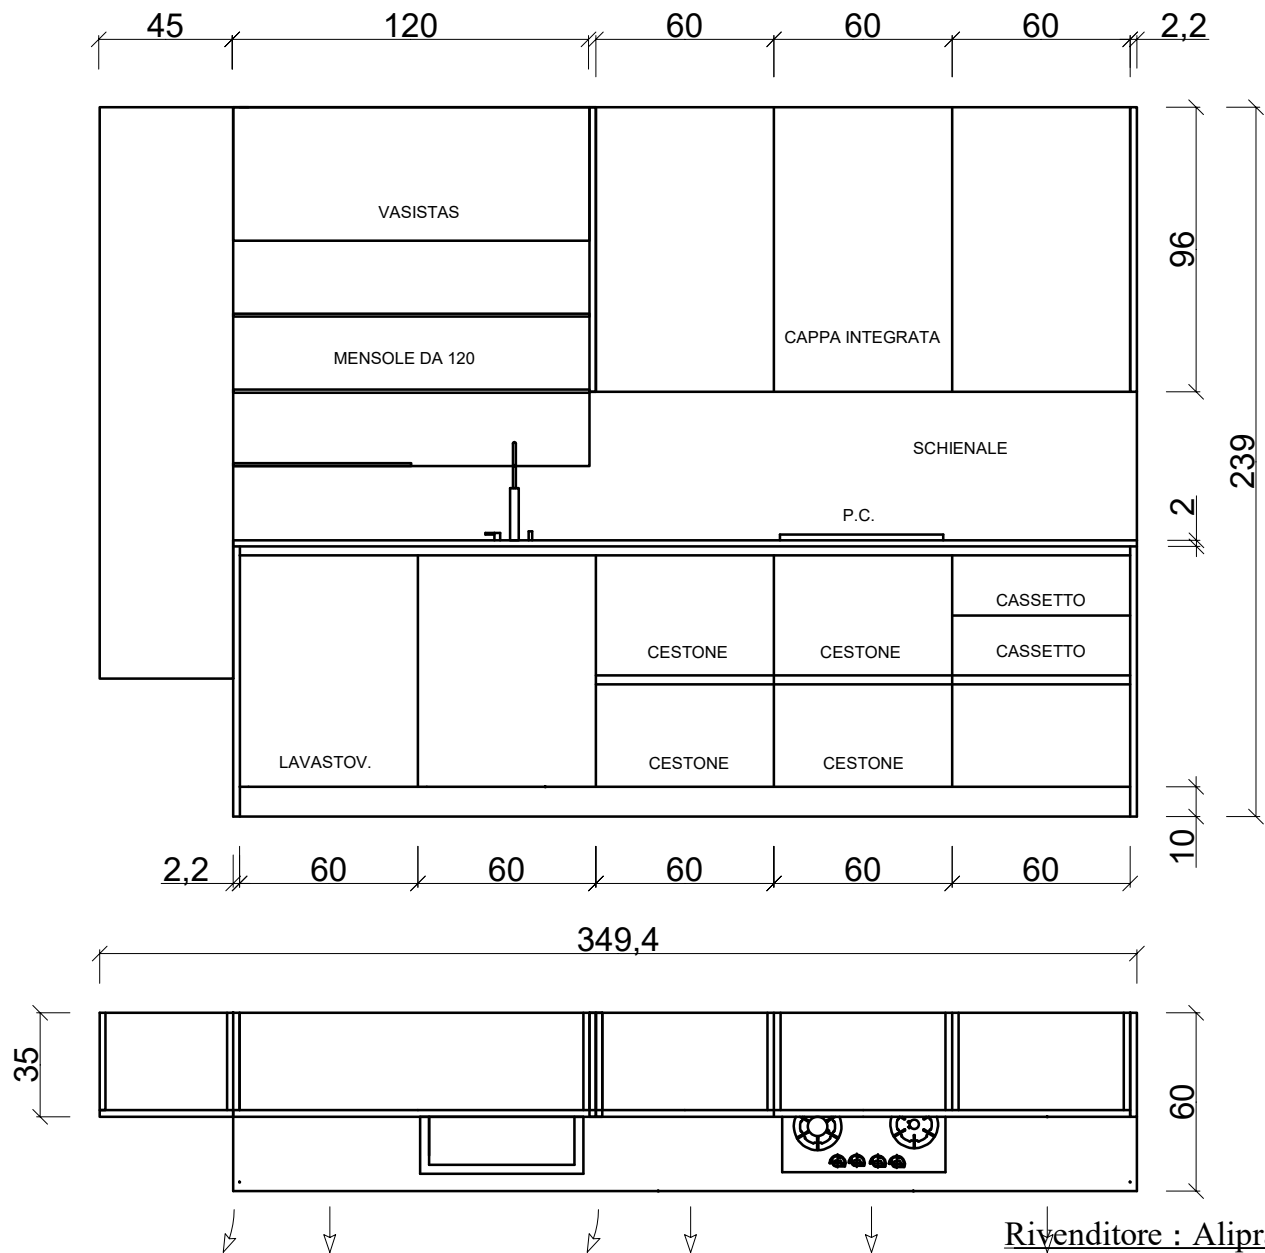 45 120 60 60 60 2,2
VASISTAS
96
CAPPA INTEGRATA
MENSOLE DA 120
SCHIENALE
239
2
P.C.
CASSETTO
CESTONE CESTONE CASSETTO
LAVASTOV. CESTONE CESTONE
10
2,2 60 60 60 60 60
349,4
35
60
Rivenditore :